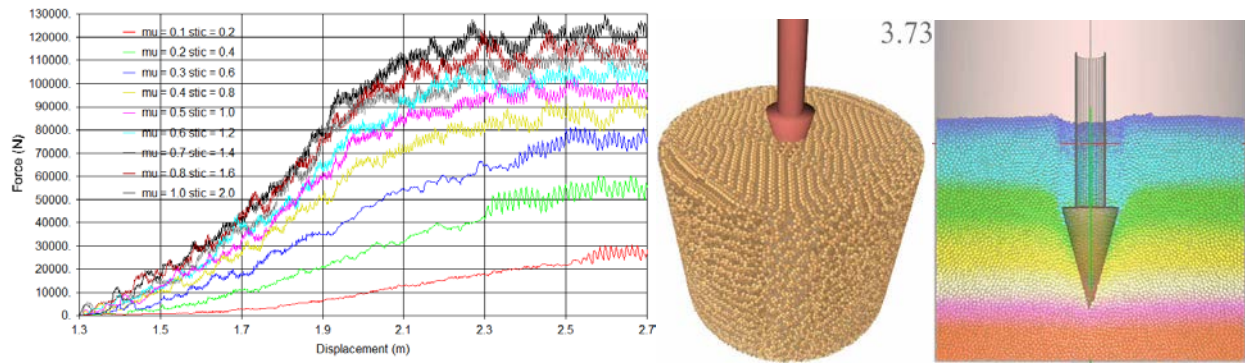 130000.
120000.
110000.
100000.
90000.
80000.
70000.
60000.
50000.
40000.
30000.
20000.
10000.
0.
Force (N)
mu = 0.1 stic = 0.2
mu = 0.2 stic = 0.4
mu = 0.3 stic = 0.6
mu = 0.4 stic = 0.8
mu = 0.5 stic = 1.0
mu = 0.6 stic = 1.2
mu = 0.7 stic = 1.4
mu = 0.8 stic = 1.6
mu = 1.0 stic = 2.0
1.3 1.5 1.7 1.9 2.1 2.3 2.5 2.7
Displacement (m)
3.73